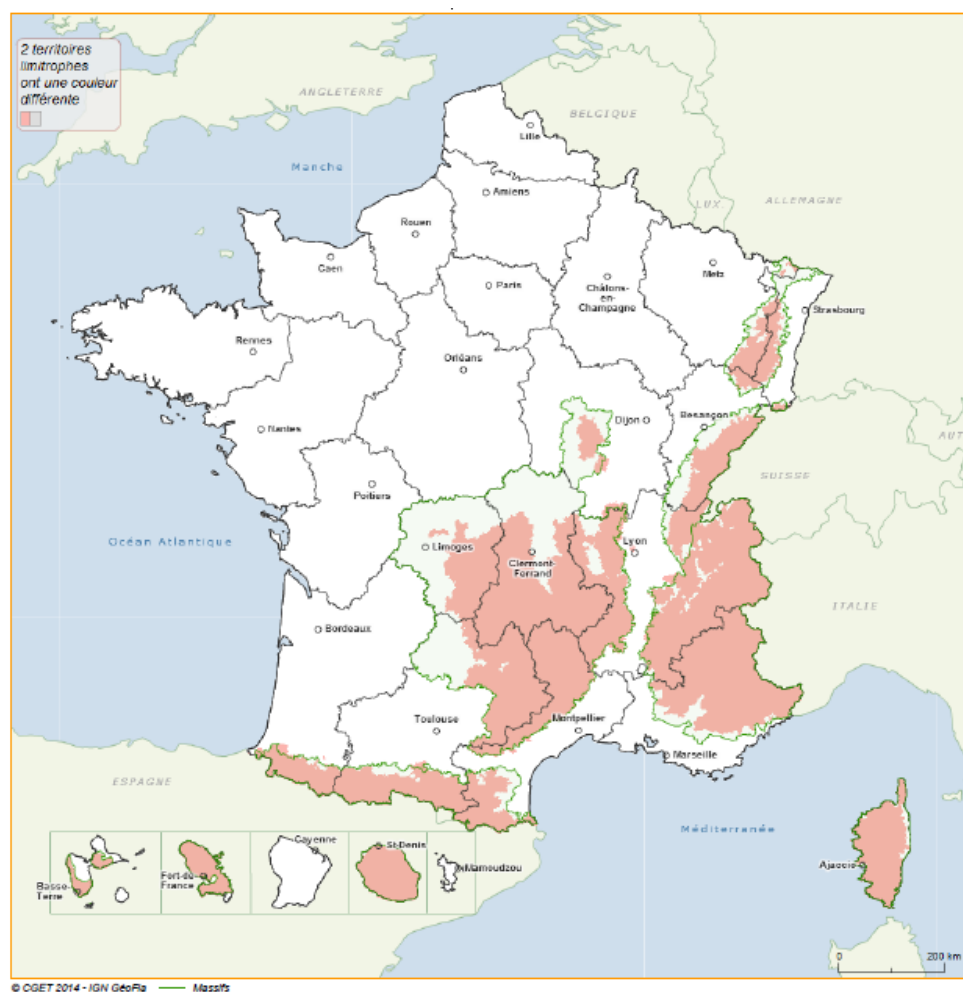 2 territoires
limitrophes
ont une couleur
différente
ANGLETERRE
BELGIQUE
Lille
Manche
LUX
ALLEMAGNE
Amiens
Rouen
Caen
Metz
Paris
Châlons-
en-
Champagne
Strasbourg
Rennes
Orléans
Dijon
Besançon
Nantes
AUT
SUISSE
Poitiers
Océan Atlantique
Limoges
Clermont-
Ferrand
Lyon
ITALIE
Bordeaux
Toulouse
Montpellier
Marseille
ESPAGNE
Méditerranée
Cayenne
St-Denis
Mamoudzou
Ajaccio
Fort-de-
France
Basse-
Terre
0 200 km
© CGET 2014 - IGN GéoFla Massifs